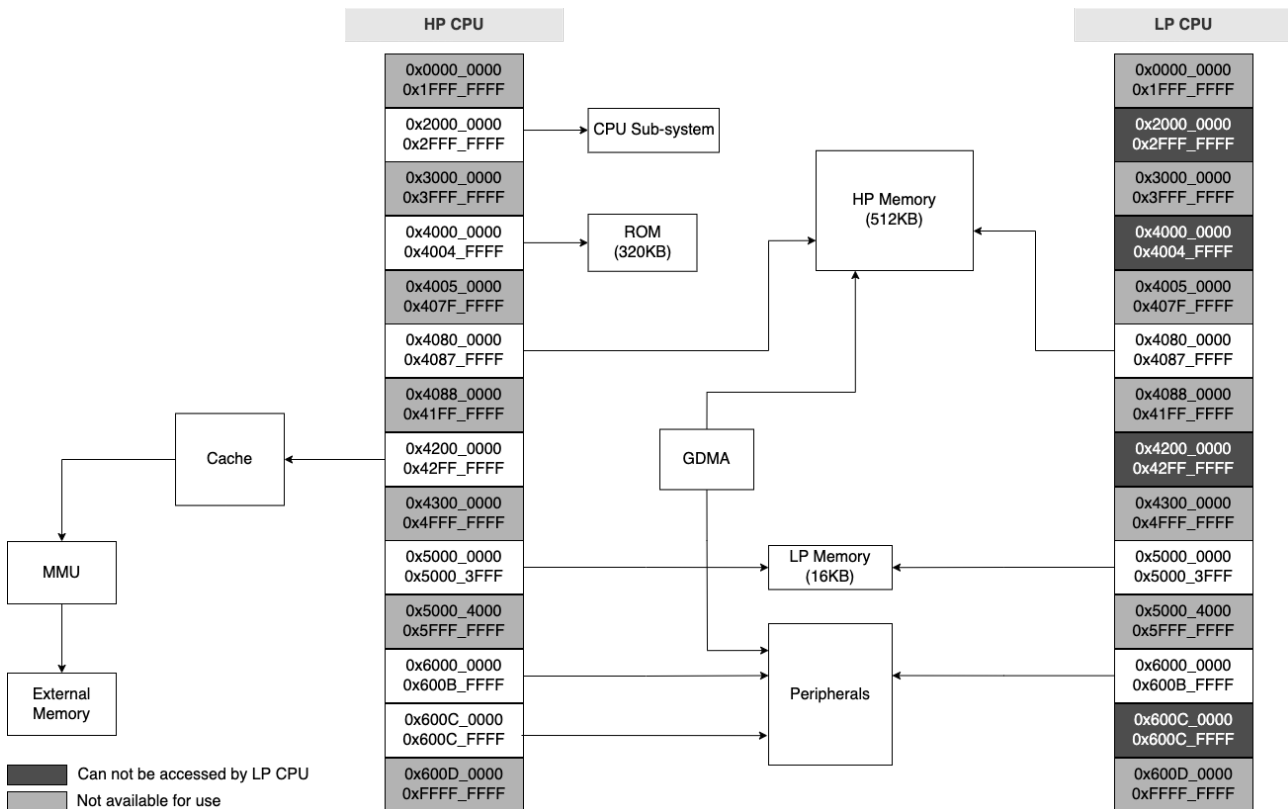 HP CPU
LP CPU
0x0000_0000
0x1FFF_FFFF
0x2000_0000
0x2FFF_FFFF
0x3000_0000
0x3FFF_FFFF
0x4000_0000
0x4004_FFFF
0x4005_0000
0x407F_FFFF
0x4080_0000
0x4087_FFFF
0x4088_0000
0x41FF_FFFF
0x4200_0000
0x42FF_FFFF
0x4300_0000
0x4FFF_FFFF
0x5000_0000
0x5000_3FFF
0x5000_4000
0x5FFF_FFFF
0x6000_0000
0x600B_FFFF
0x600C_0000
0x600C_FFFF
0x600D_0000
0xFFFF_FFFF
CPU Sub-system
ROM
(320KB)
HP Memory
(512KB)
GDMA
LP Memory
(16KB)
Peripherals
Cache
MMU
External
Memory
0x0000_0000
0x1FFF_FFFF
0x2000_0000
0x2FFF_FFFF
0x3000_0000
0x3FFF_FFFF
0x4000_0000
0x4004_FFFF
0x4005_0000
0x407F_FFFF
0x4080_0000
0x4087_FFFF
0x4088_0000
0x41FF_FFFF
0x4200_0000
0x42FF_FFFF
0x4300_0000
0x4FFF_FFFF
0x5000_0000
0x5000_3FFF
0x5000_4000
0x5FFF_FFFF
0x6000_0000
0x600B_FFFF
0x600C_0000
0x600C_FFFF
0x600D_0000
0xFFFF_FFFF
Can not be accessed by LP CPU
Not available for use